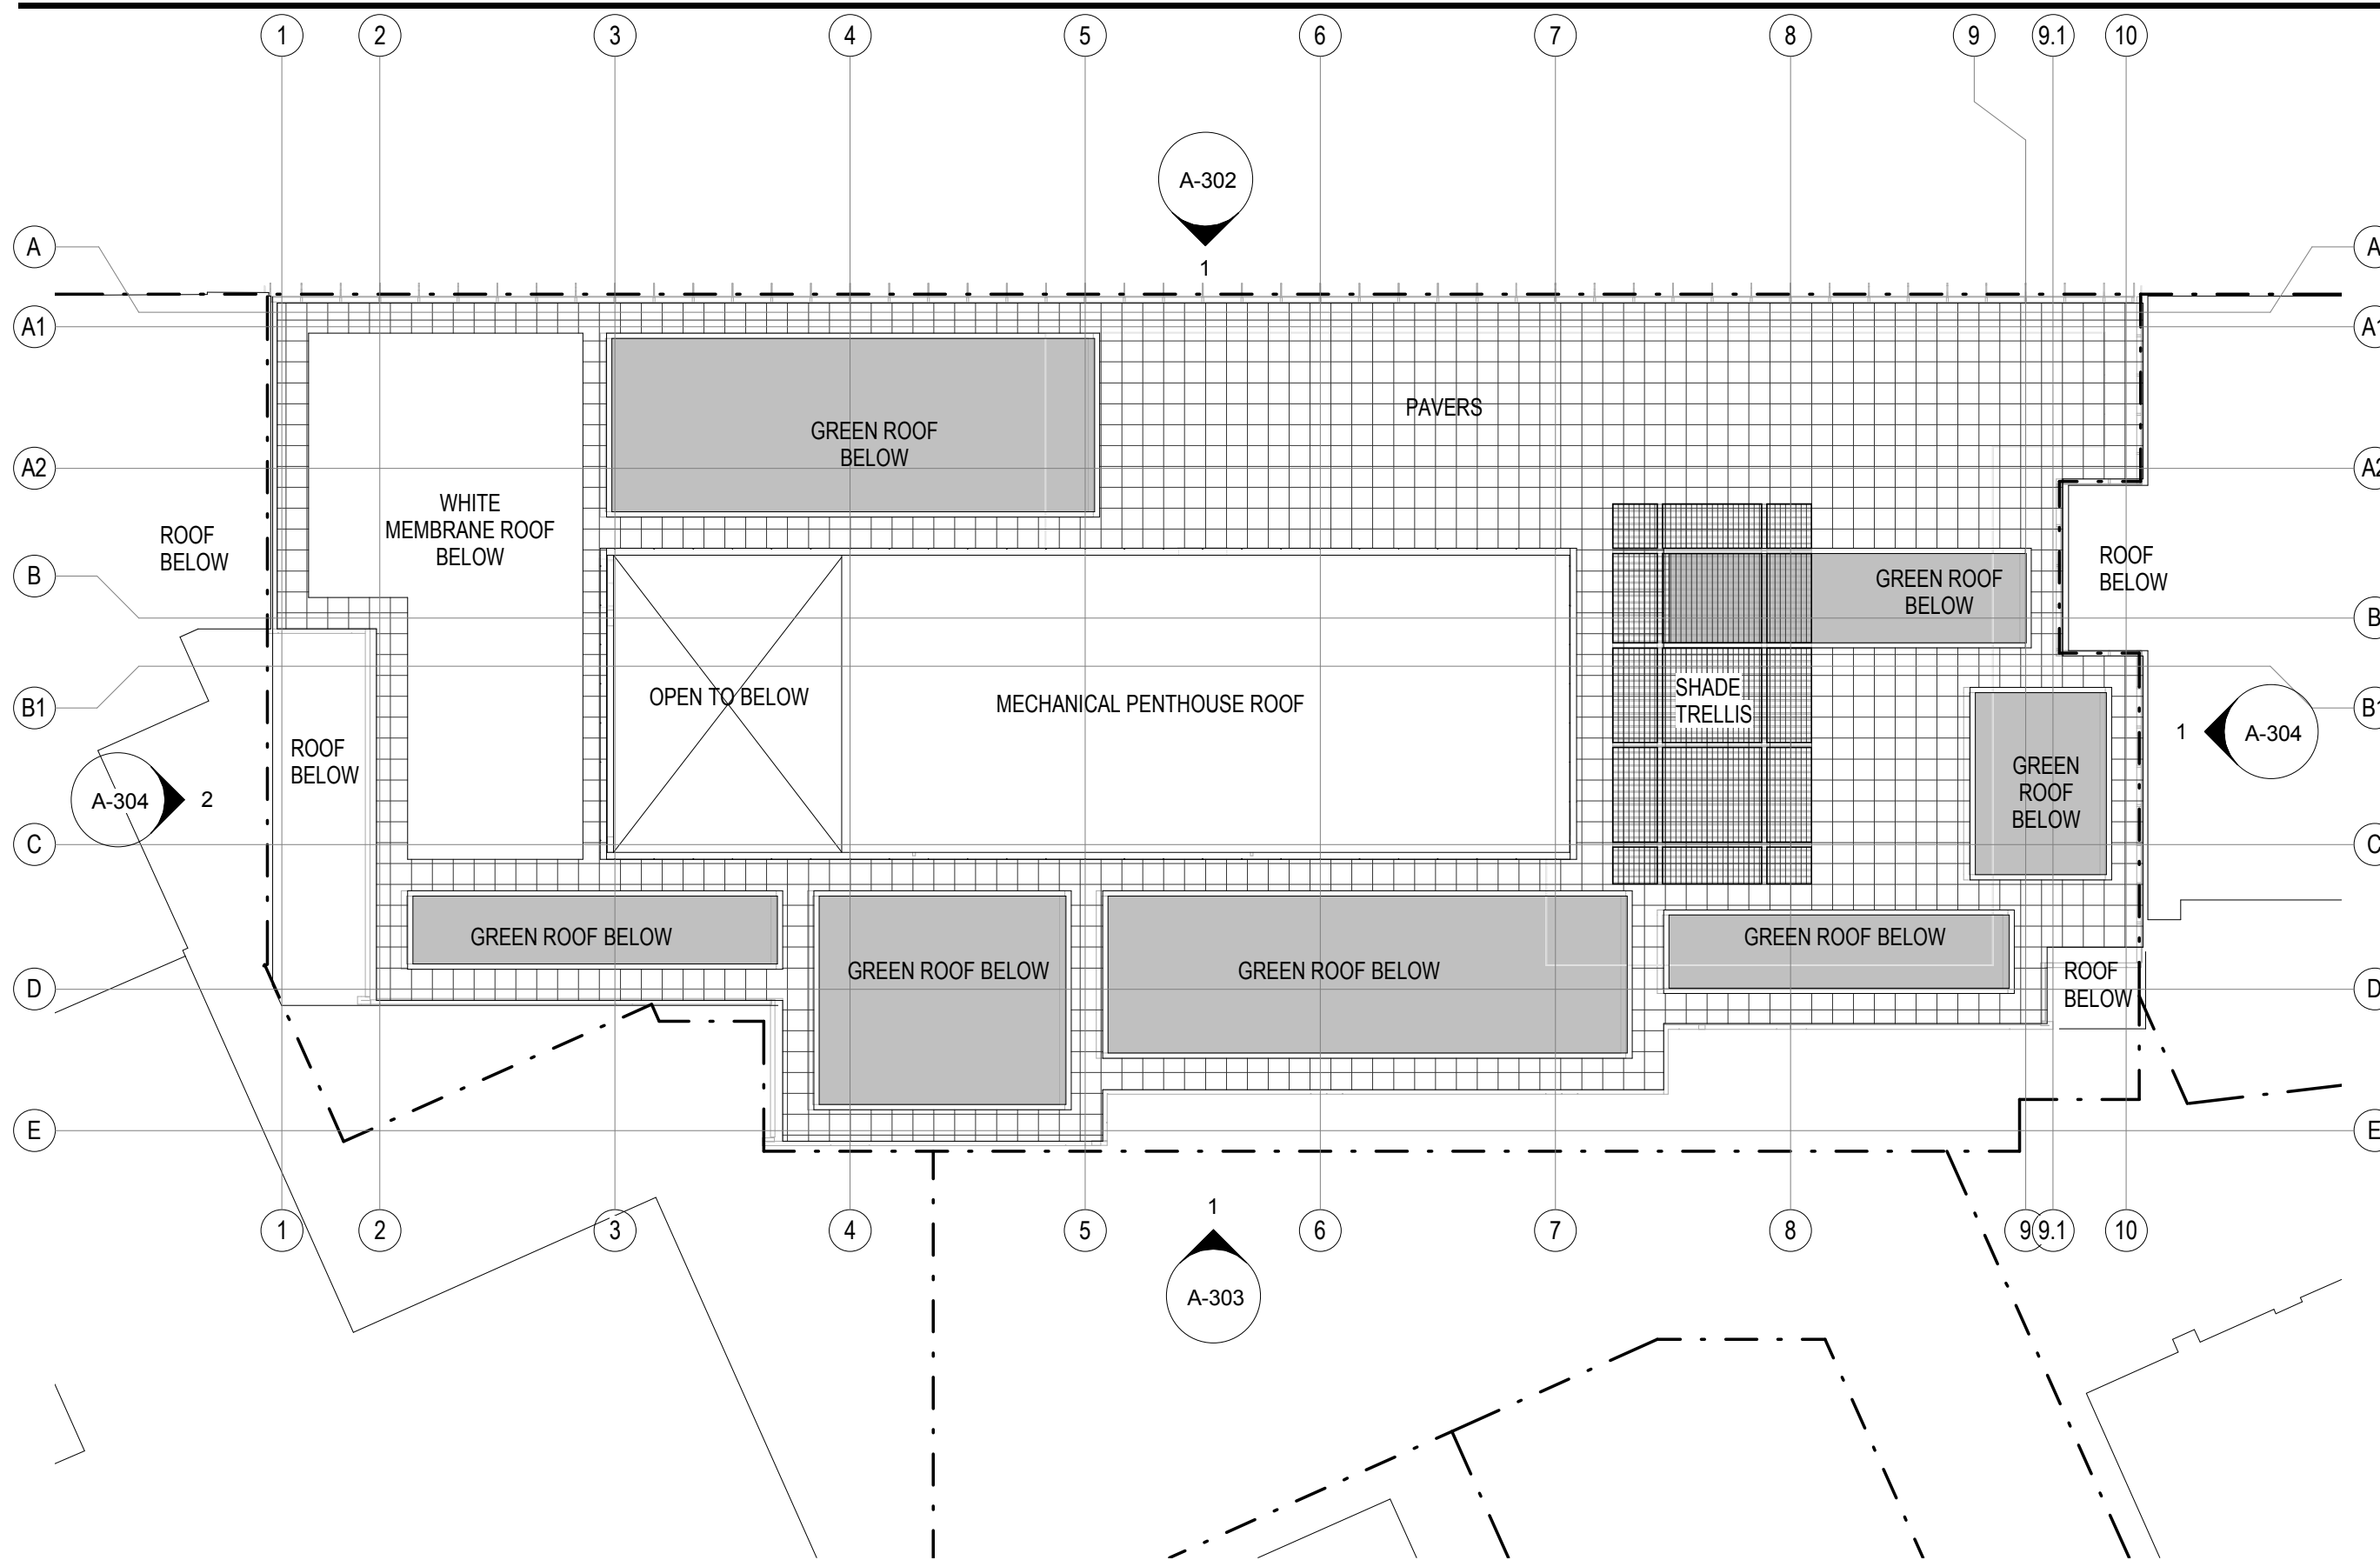 1 2 3 4 5 6 7 8 9 9.1 10
A-302
1
A A
A1 A1
PAVERS
GREEN ROOF
BELOW
A2 A2
WHITE
MEMBRANE ROOF
BELOW
ROOF
BELOW
ROOF
BELOW
GREEN ROOF
BELOW
B B
OPEN TO BELOW
MECHANICAL PENTHOUSE ROOF
SHADE
TRELLIS
B1 B1
1 A-304
ROOF
BELOW
GREEN
ROOF
BELOW
A-304 2
C C
GREEN ROOF BELOW
GREEN ROOF BELOW
GREEN ROOF BELOW
GREEN ROOF BELOW
ROOF
BELOW
D D
E E
1
A-303
1 2 3 4 5 6 7 8 9 9.1 10